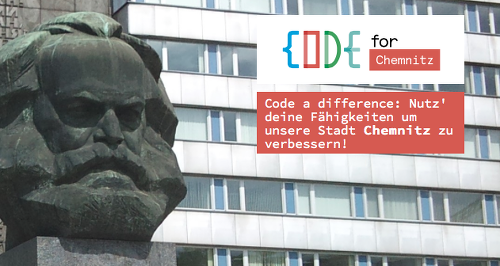 CODE for
Chemnitz
Code a difference: Nutz'
deine Fähigkeiten um
unsere Stadt Chemnitz zu
verbessern!